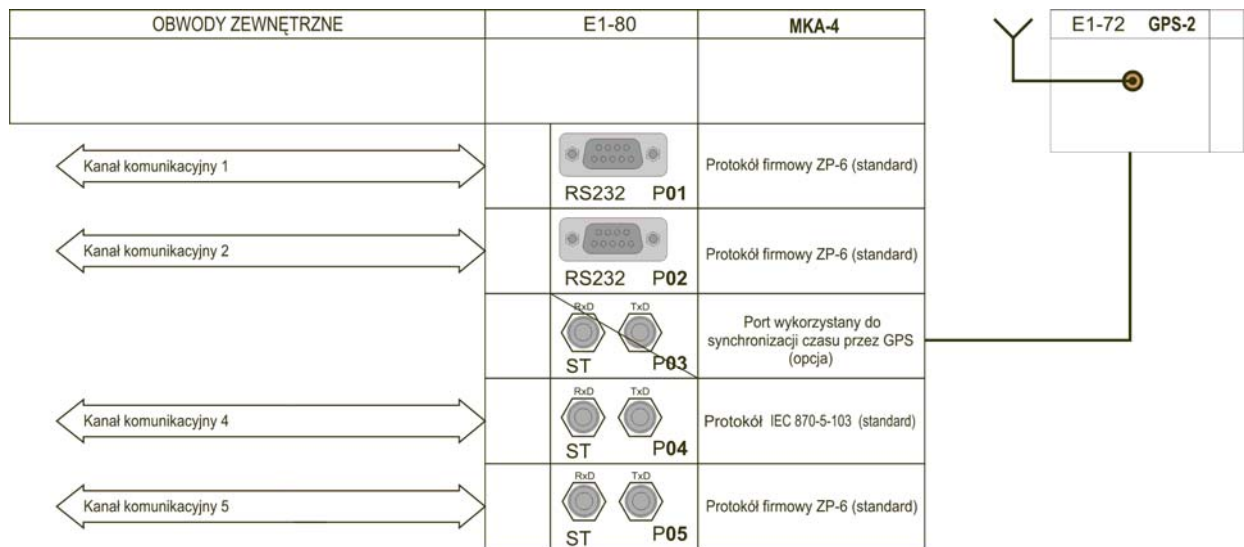 OBWODY ZEWNĘTRZNE E1-80 MKA-4 E1-72 GPS-2
Kanał komunikacyjny 1 Protokół firmowy ZP-6 (standard)
RS232 P01
Kanał komunikacyjny 2 Protokół firmowy ZP-6 (standard)
RS232 P02
RxD TxD
Port wykorzystany do
synchronizacji czasu przez GPS
(opcja)
ST P03
RxD TxD
Kanał komunikacyjny 4 Protokół IEC 870-5-103 (standard)
ST P04
RxD TxD
Kanał komunikacyjny 5 Protokół firmowy ZP-6 (standard)
ST P05